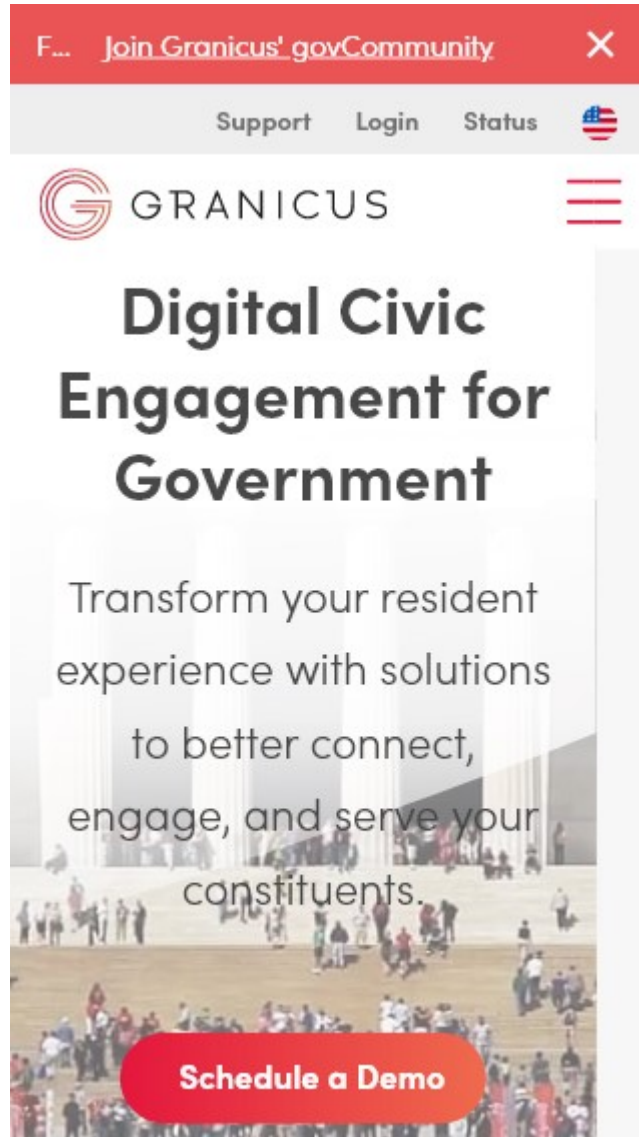 F... Join Granicus' govCommunity
Support Login Status
GRANICUS
Digital Civic
Engagement for
Government
Transform your resident
experience with solutions
to better connect,
engage, and serve your
constituents.
Schedule a Demo